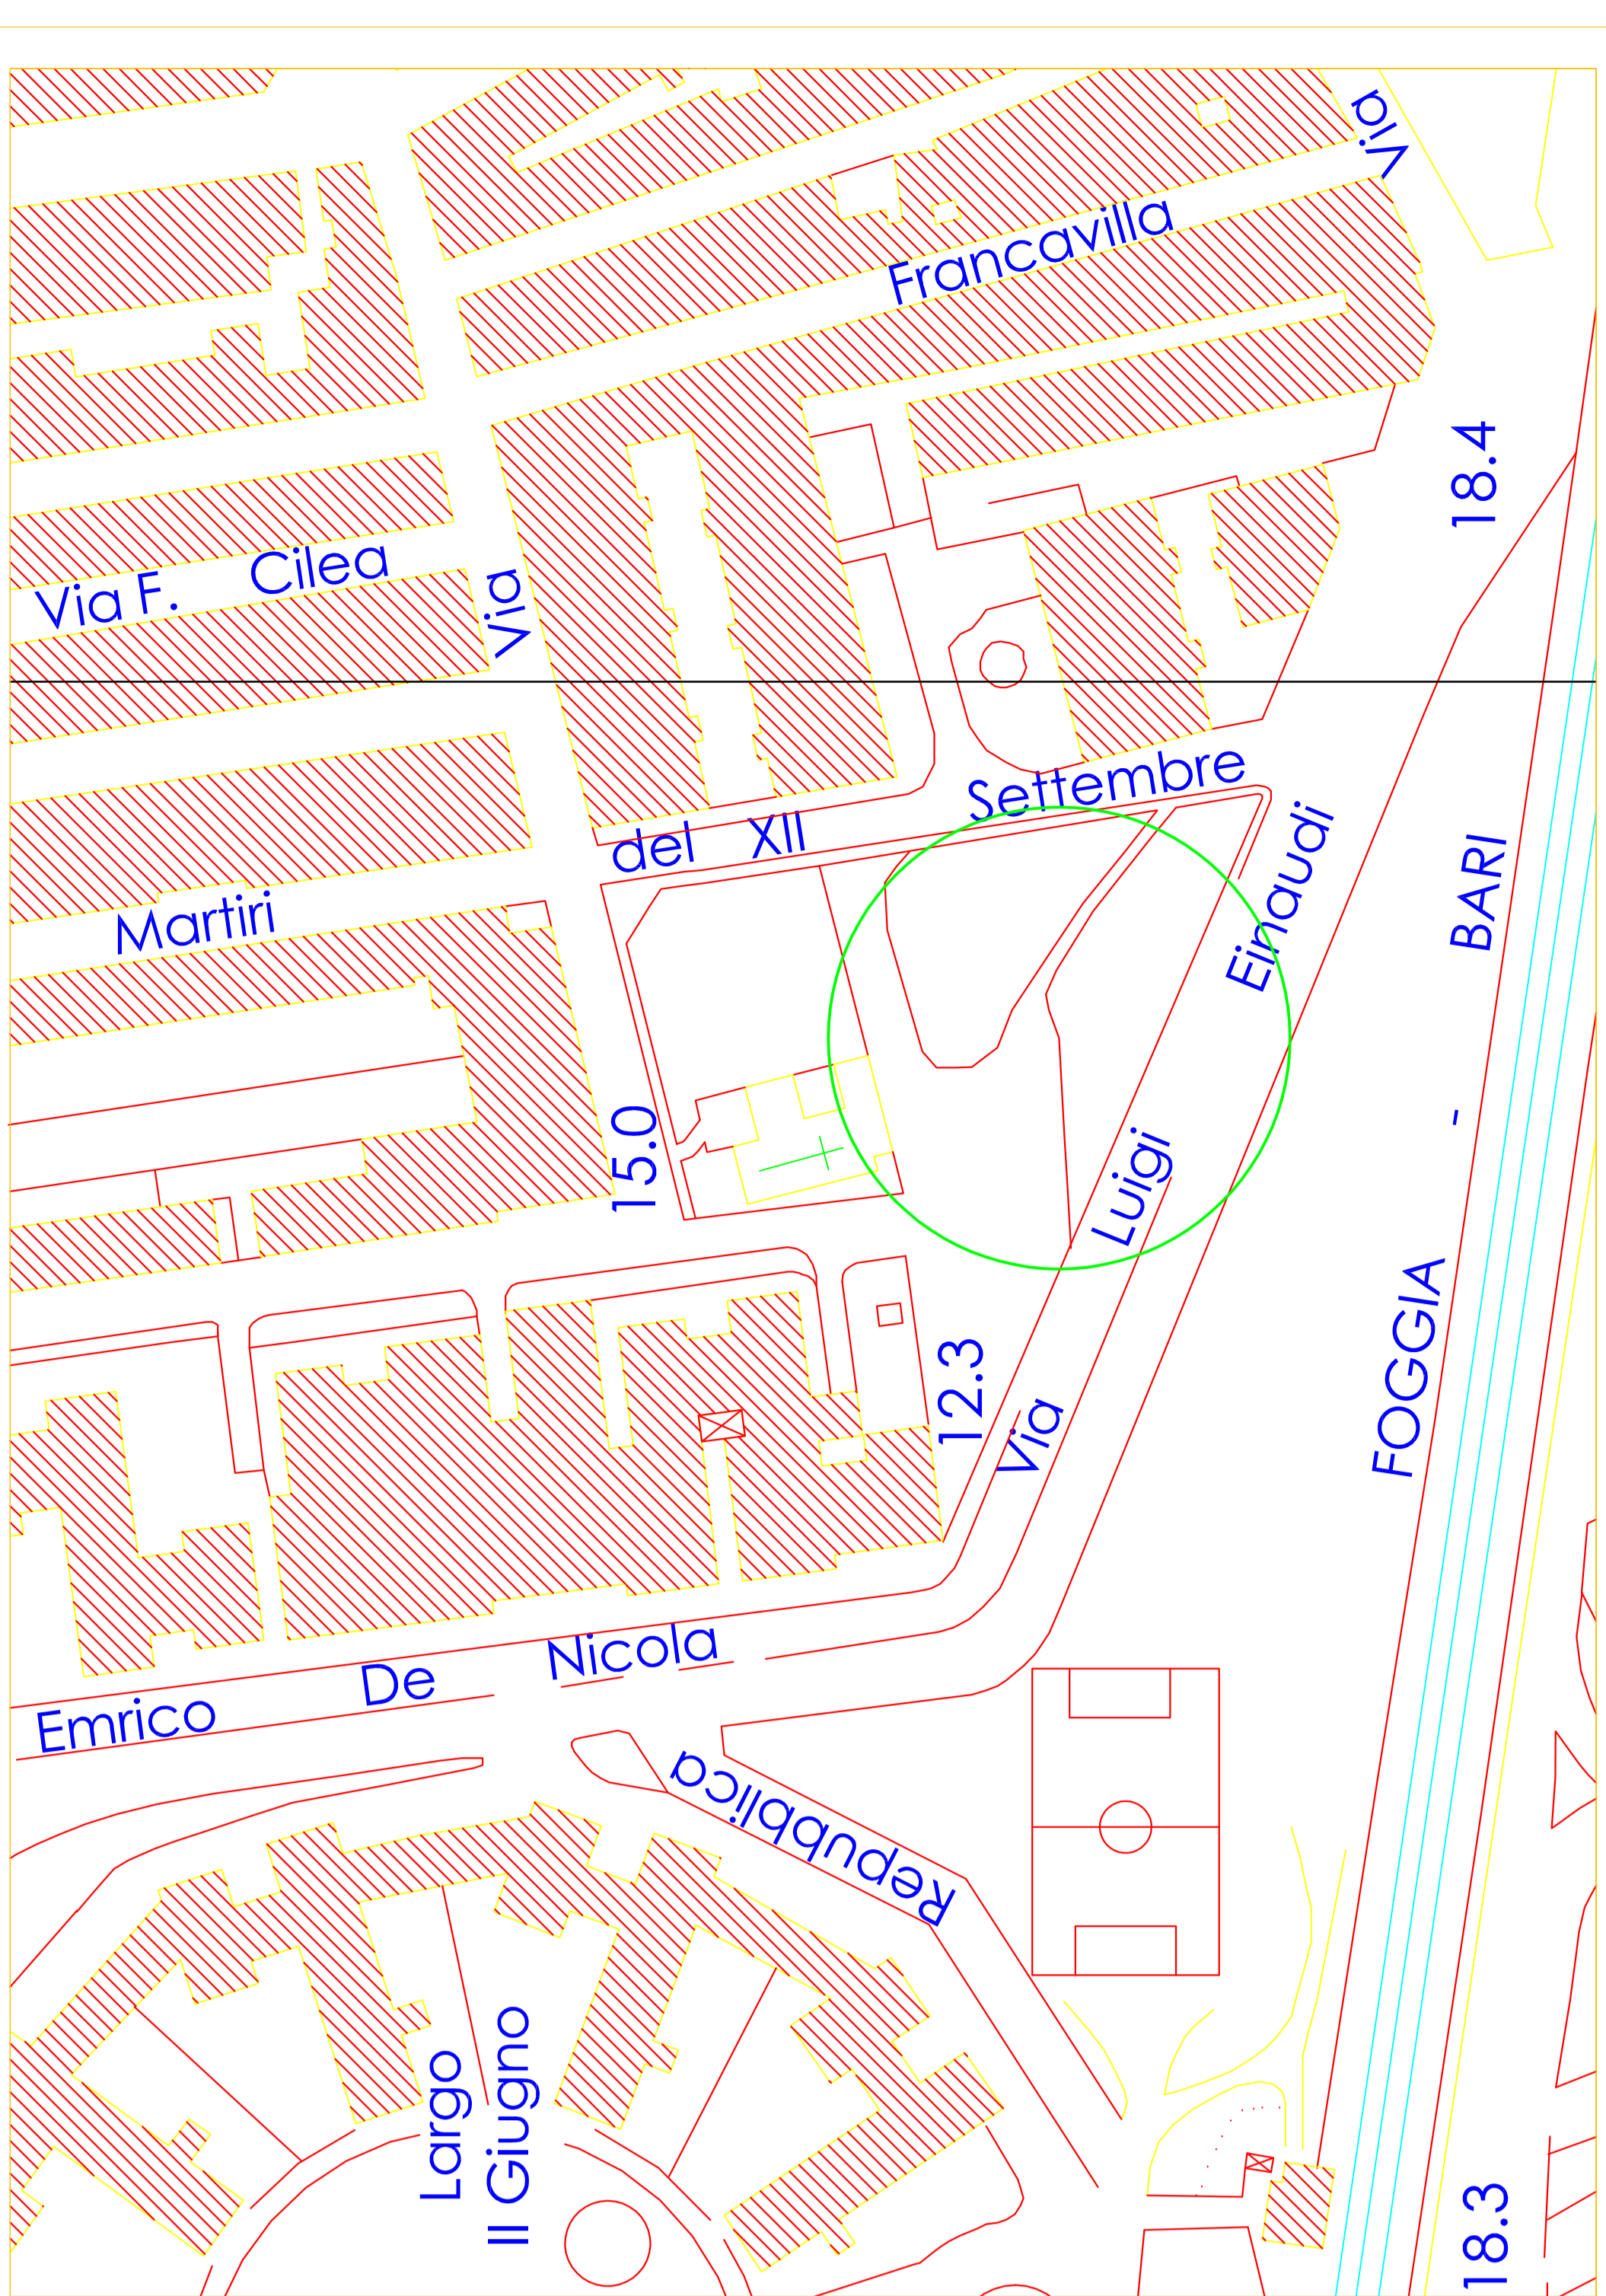 Via
Francavilla
18.4
Via F. Cilea
Via
Settembre
del XII
Martiri
Einaudi
BARI
-
15.0
Luigi
FOGGIA
12.3
Via
Nicola
De
Emrico
Repubblica
Largo
II Giugno
18.3